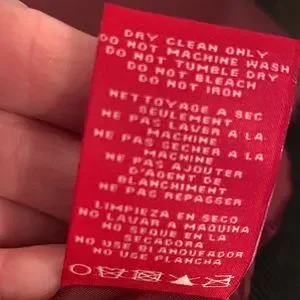 DRY CLEAN ONLY
DO NOT MACHINE WASH
DO NOT TUMBLE DRY
DO NOT BLEACH
DO NOT IRON
NETTOYAGE A SEC
SEULEMENT
NE PAS LAVER A LA
MACHINE
NE PAS SECHER A LA
MACHINE
NE PAS AJOUTER
D'AGENT DE
BLANCHIMENT
NE PAS REPASSER
LIMPIEZA EN SECO
NO LAVAR A MAQUINA
NO SEQUE EN LA
SECADORA
NO USE BLANQUEADOR
NO USE PLANCHA